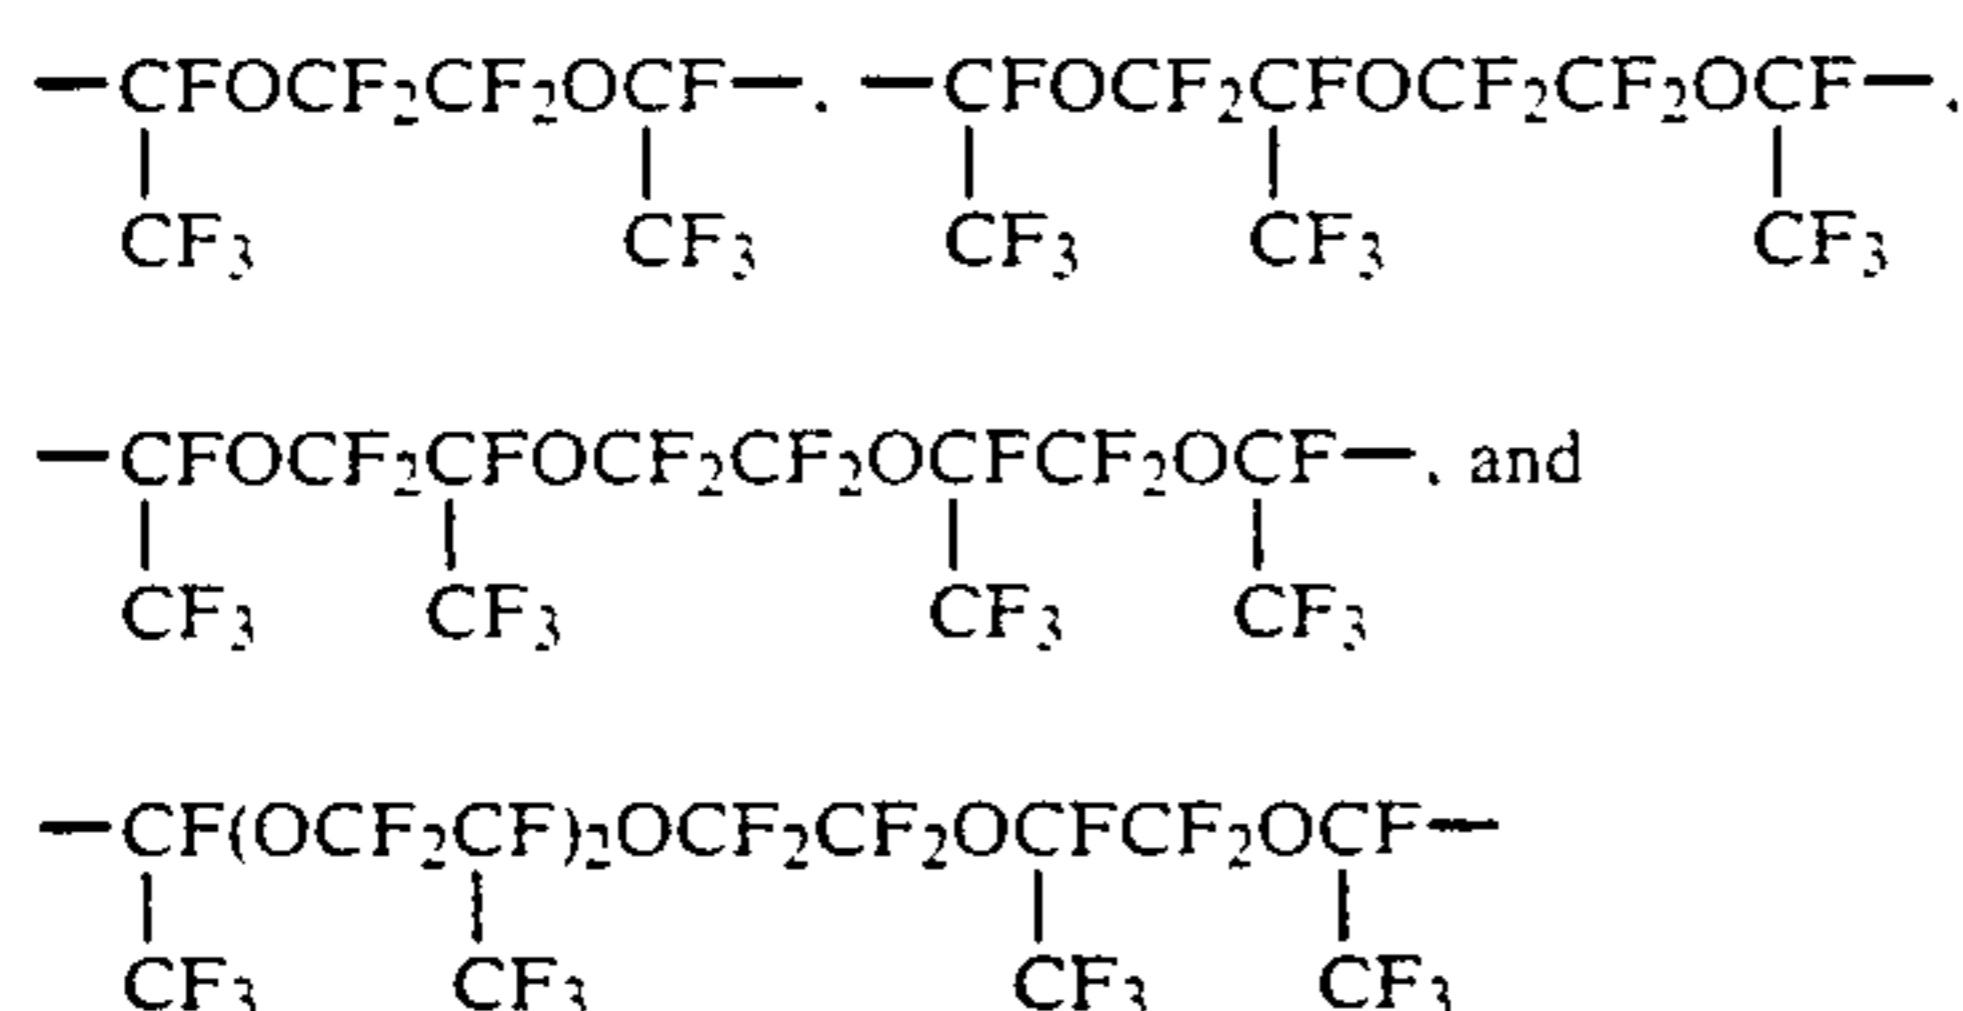 —CFOCF₂CF₂OCF—. —CFOCF₂CFOCF₂CF₂OCF—.
CF₃ CF₃ CF₃ CF₃ CF₃
—CFOCF₂CFOCF₂CF₂OCFCF₂OCF—. and
CF₃ CF₃ CF₃ CF₃
—CF(OCF₂CF)₂OCF₂CF₂OCFCF₂OCF—
CF₃ CF₃ CF₃ CF₃